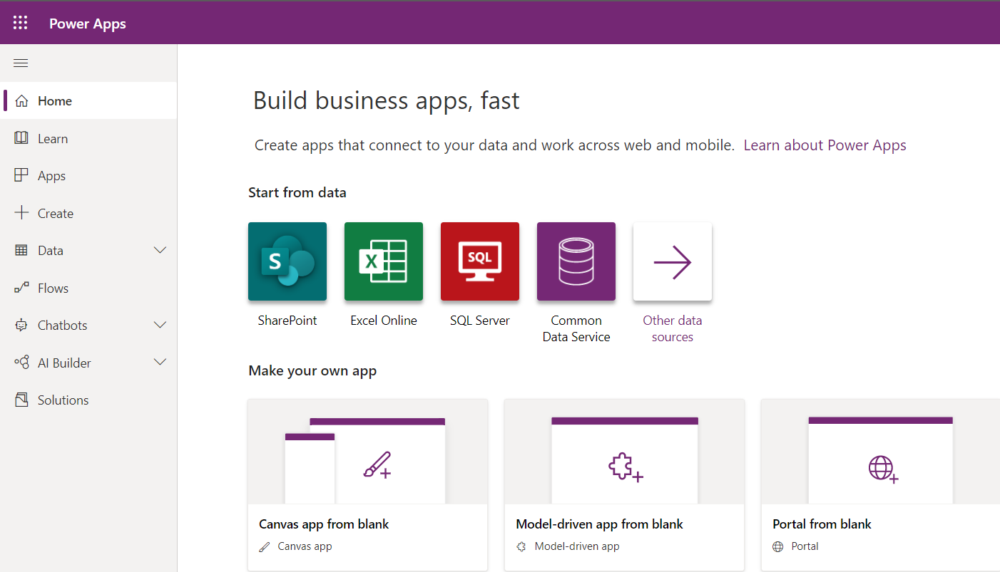 Power Apps
Home
Learn
Apps
Create
Data
Flows
Chatbots
AI Builder
Solutions
Build business apps, fast
Create apps that connect to your data and work across web and mobile. Learn about Power Apps
Start from data
S
X
SQL
SharePoint
Excel Online
SQL Server
Common
Data Service
Other data
sources
Make your own app
Canvas app from blank
Canvas app
Model-driven app from blank
Model-driven app
Portal from blank
Portal